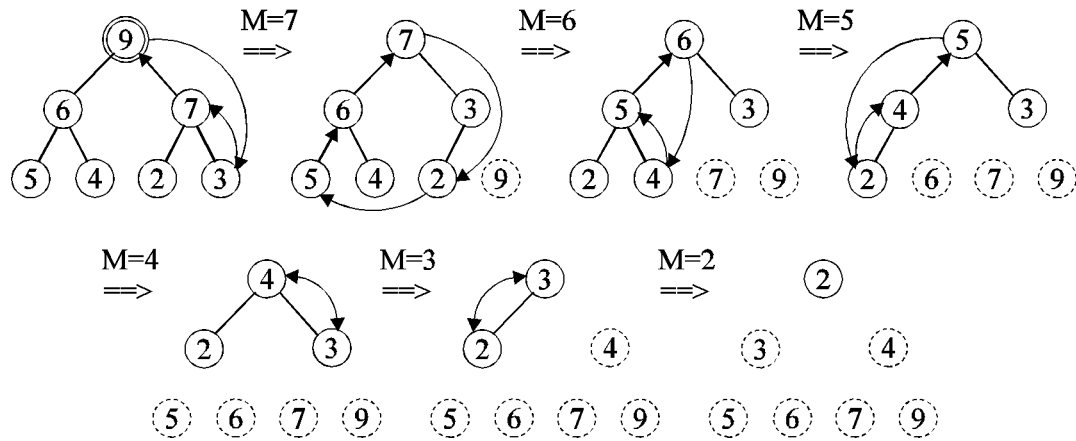 M=7 M=6 M=5
9 ==> 7 ==> 6 ==> 5
6 7 6 3 5 3 4 3
5 4 2 3 5 4 2 9 2 4 7 9 2 6 7 9
M=4 M=3 M=2
==> 4 ==> 3 ==> 2
2 3 2 4 3 4
5 6 7 9 5 6 7 9 5 6 7 9